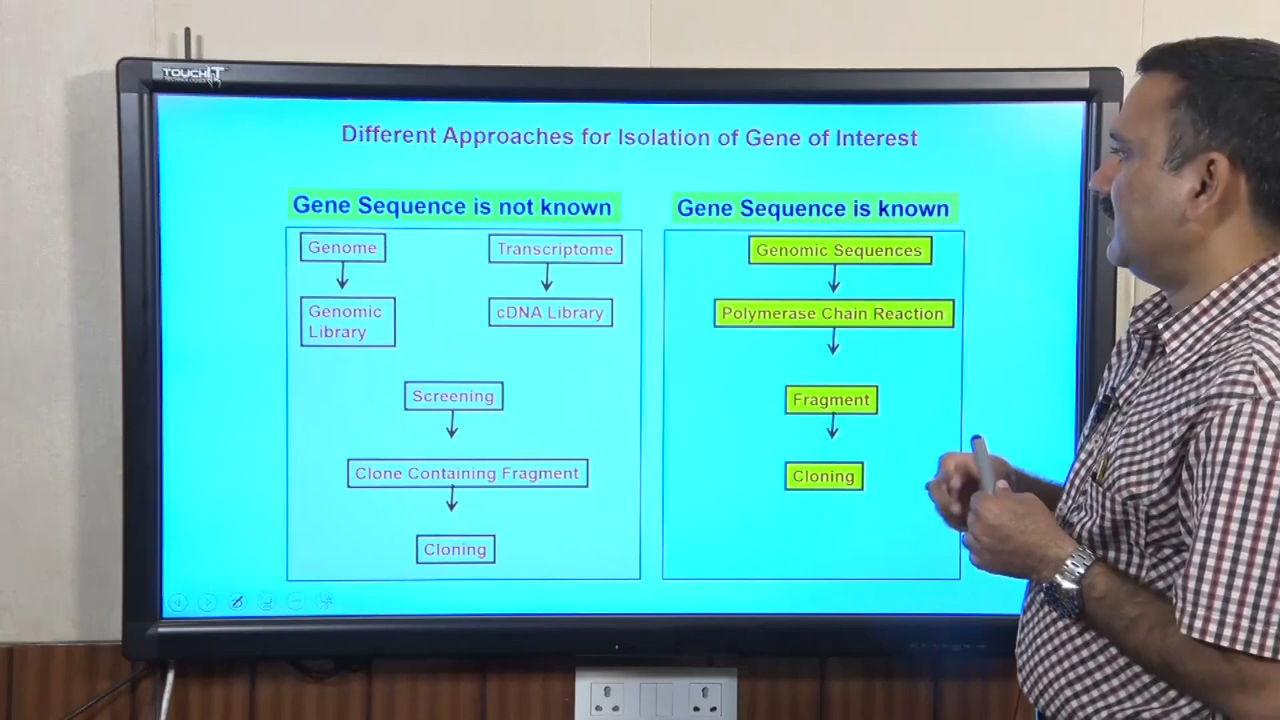 TOUCHIT
TECHNOLOGIES
Different Approaches for Isolation of Gene of Interest
Gene Sequence is not known
Genome
Transcriptome
Genomic
Library
cDNA Library
Screening
Clone Containing Fragment
Cloning
Gene Sequence is known
Genomic Sequences
Polymerase Chain Reaction
Fragment
Cloning